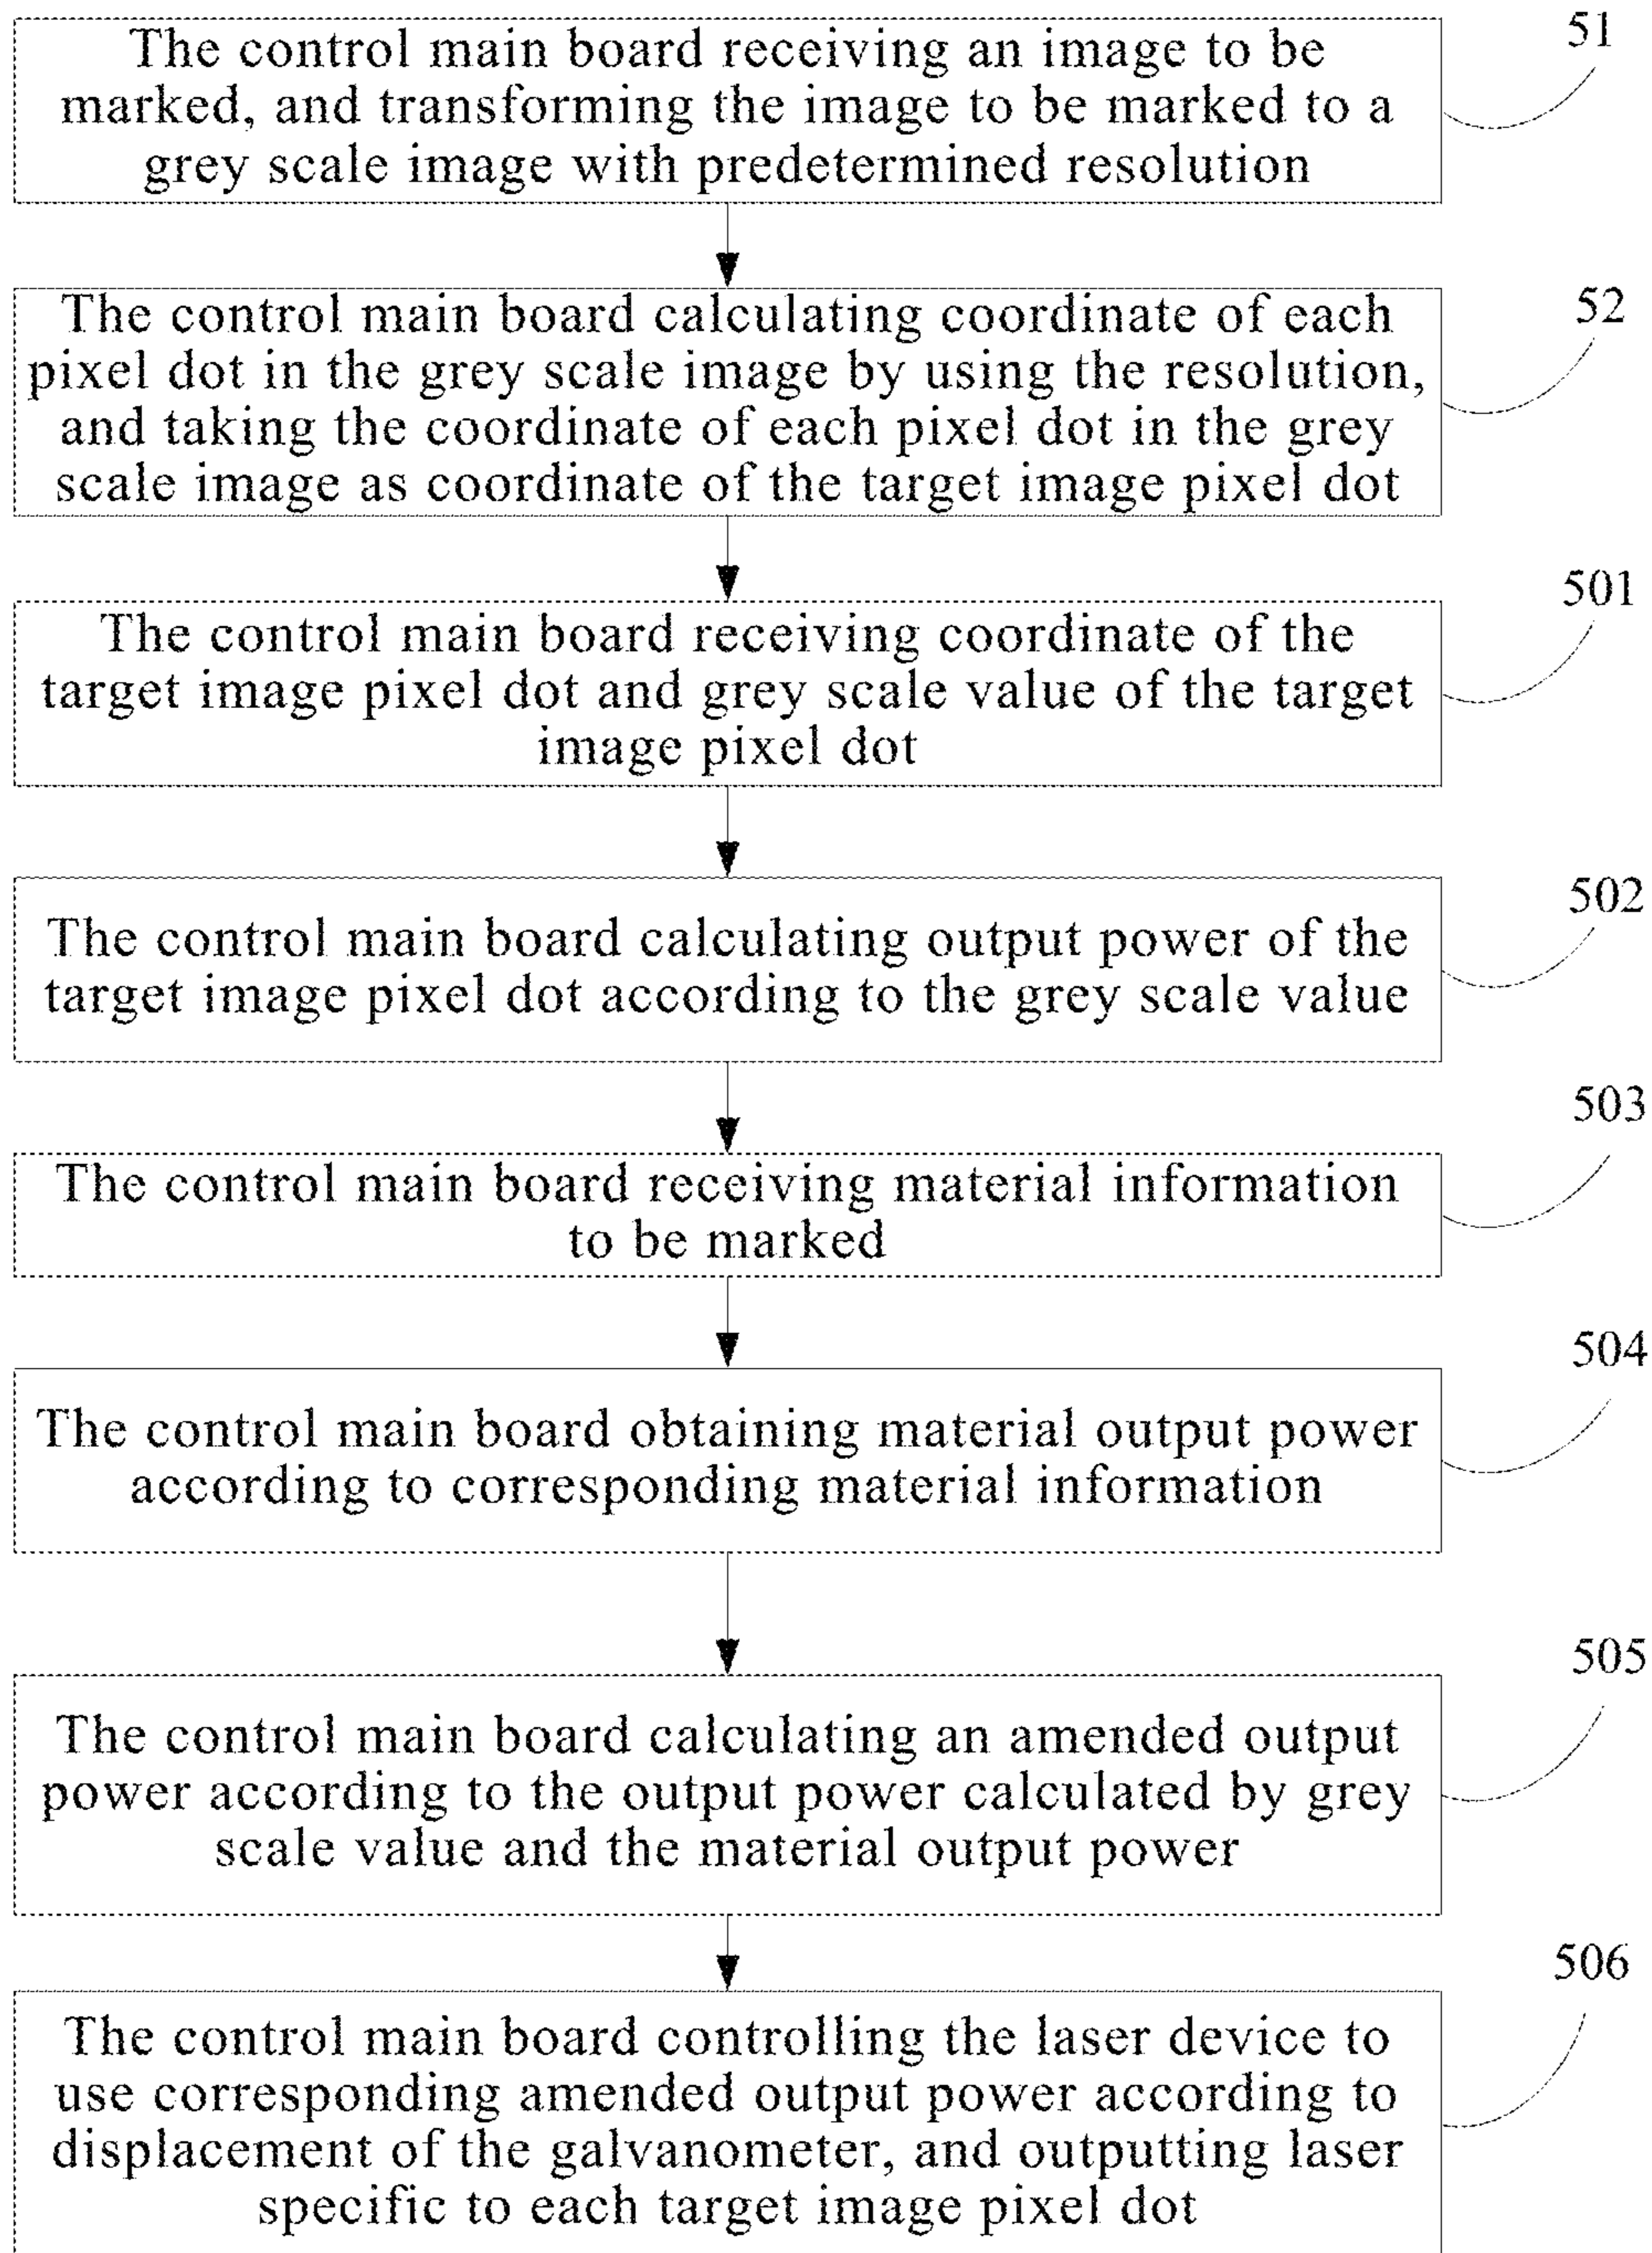 The control main board receiving an image to be
marked, and transforming the image to be marked to a
grey scale image with predetermined resolution
51
The control main board calculating coordinate of each
pixel dot in the grey scale image by using the resolution,
and taking the coordinate of each pixel dot in the grey
scale image as coordinate of the target image pixel dot
52
The control main board receiving coordinate of the
target image pixel dot and grey scale value of the target
image pixel dot
501
The control main board calculating output power of the
target image pixel dot according to the grey scale value
502
The control main board receiving material information
to be marked
503
The control main board obtaining material output power
according to corresponding material information
504
The control main board calculating an amended output
power according to the output power calculated by grey
scale value and the material output power
505
The control main board controlling the laser device to
use corresponding amended output power according to
displacement of the galvanometer, and outputting laser
specific to each target image pixel dot
506